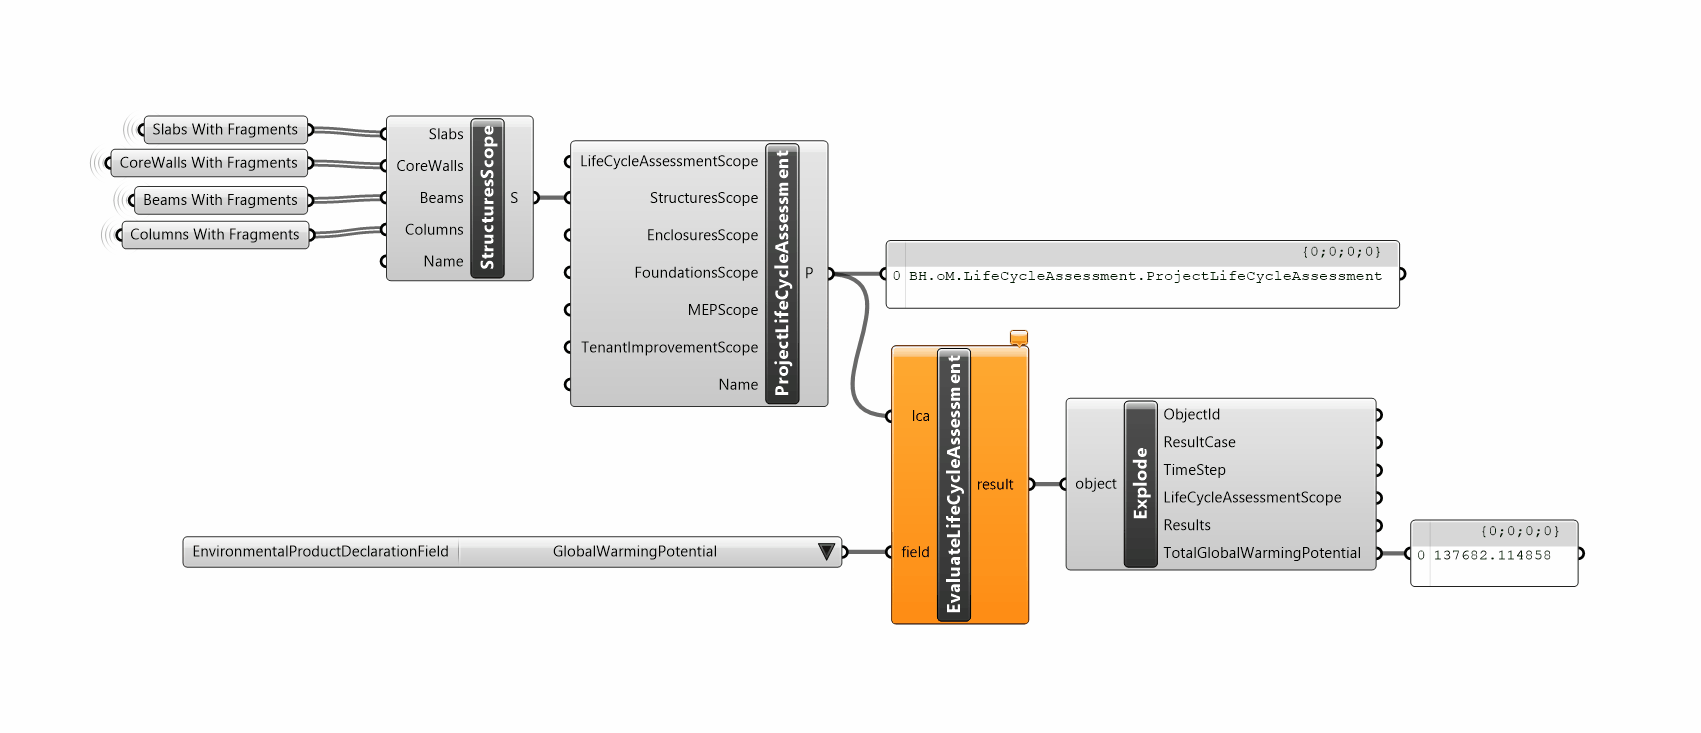 Slabs With Fragments
CoreWalls With Fragments
Beams With Fragments
Columns With Fragments
Slabs
CoreWalls
Beams
Columns
Name
StructuresScope
S
LifeCycleAssessmentScope
StructuresScope
EnclosuresScope
FoundationsScope
MEPScope
TenantImprovementScope
Name
ProjectLifeCycleAssessment
P
{0;0;0;0}
0 BH.oM.LifeCycleAssessment.ProjectLifeCycleAssessment
EnvironmentalProductDeclarationField GlobalWarmingPotential
lca
field
EvaluateLifeCycleAssessment
result
object
Explode
ObjectId
ResultCase
TimeStep
LifeCycleAssessmentScope
Results
TotalGlobalWarmingPotential
{0;0;0;0}
0 137682.114858